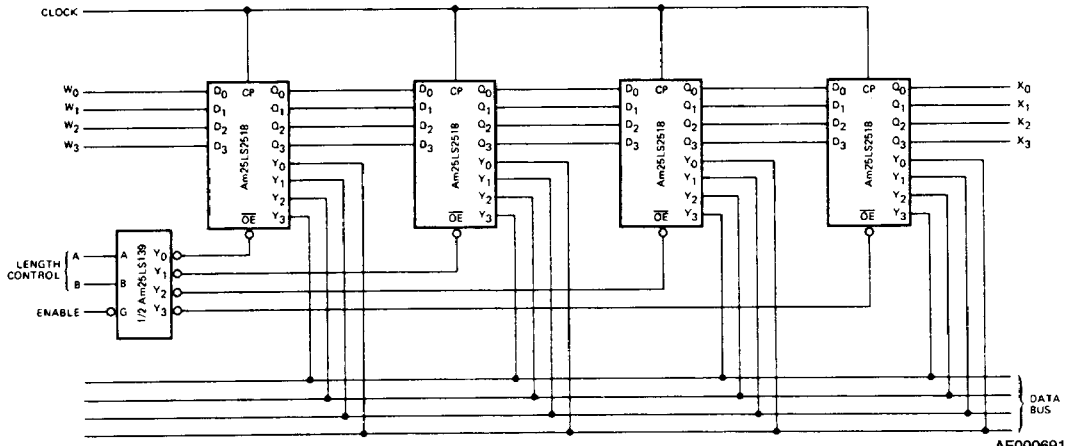 CLOCK
W0
W1
W2
W3
D0
D1
D2
D3
CP
Am25LS2518
OE
Q0
Q1
Q2
Q3
Y0
Y1
Y2
Y3
D0
D1
D2
D3
CP
Am25LS2518
OE
Q0
Q1
Q2
Q3
Y0
Y1
Y2
Y3
D0
D1
D2
D3
CP
Am25LS2518
OE
Q0
Q1
Q2
Q3
Y0
Y1
Y2
Y3
D0
D1
D2
D3
CP
Am25LS2518
OE
Q0
Q1
Q2
Q3
Y0
Y1
Y2
Y3
X0
X1
X2
X3
LENGTH
CONTROL
A
B
ENABLE
A
B
G
1/2 Am25LS139
Y0
Y1
Y2
Y3
DATA
BUS
AF000691